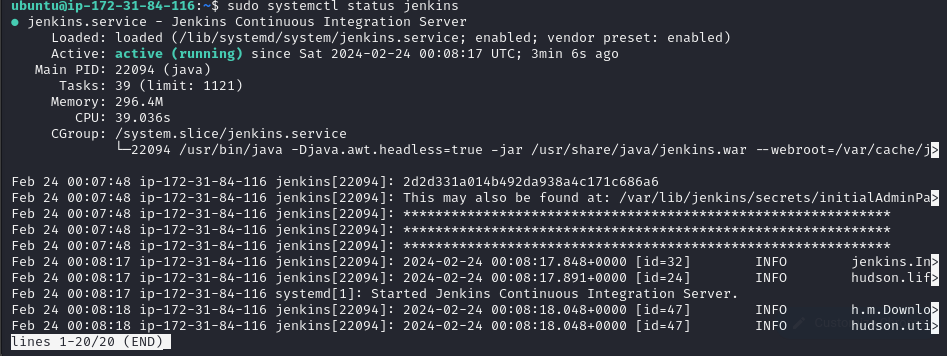 ubuntu@ip-172-31-84-116:~$ sudo systemctl status jenkins
● jenkins.service - Jenkins Continuous Integration Server
     Loaded: loaded (/lib/systemd/system/jenkins.service; enabled; vendor preset: enabled)
     Active: active (running) since Sat 2024-02-24 00:08:17 UTC; 3min 6s ago
   Main PID: 22094 (java)
      Tasks: 39 (limit: 1121)
     Memory: 296.4M
        CPU: 39.036s
     CGroup: /system.slice/jenkins.service
             └─22094 /usr/bin/java -Djava.awt.headless=true -jar /usr/share/java/jenkins.war --webroot=/var/cache/j>
Feb 24 00:07:48 ip-172-31-84-116 jenkins[22094]: 2d2d331a014b492da938a4c171c686a6
Feb 24 00:07:48 ip-172-31-84-116 jenkins[22094]: This may also be found at: /var/lib/jenkins/secrets/initialAdminPa>
Feb 24 00:07:48 ip-172-31-84-116 jenkins[22094]: *************************************************************
Feb 24 00:07:48 ip-172-31-84-116 jenkins[22094]: *************************************************************
Feb 24 00:07:48 ip-172-31-84-116 jenkins[22094]: *************************************************************
Feb 24 00:08:17 ip-172-31-84-116 jenkins[22094]: 2024-02-24 00:08:17.848+0000 [id=32]        INFO        jenkins.In>
Feb 24 00:08:17 ip-172-31-84-116 jenkins[22094]: 2024-02-24 00:08:17.891+0000 [id=24]        INFO        hudson.lif>
Feb 24 00:08:17 ip-172-31-84-116 systemd[1]: Started Jenkins Continuous Integration Server.
Feb 24 00:08:18 ip-172-31-84-116 jenkins[22094]: 2024-02-24 00:08:18.048+0000 [id=47]        INFO        h.m.Downlo>
Feb 24 00:08:18 ip-172-31-84-116 jenkins[22094]: 2024-02-24 00:08:18.048+0000 [id=47]        INFO        hudson.uti>
lines 1-20/20 (END)